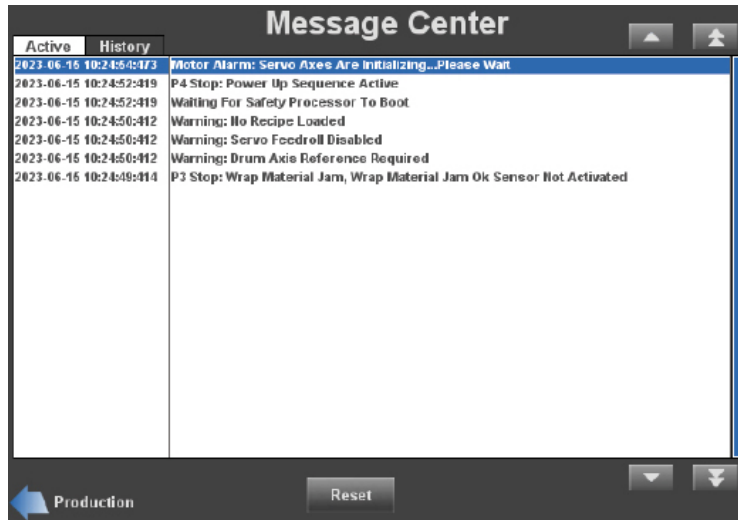 Message Center
Active History
2023-06-15 10:24:54:473 Motor Alarm: Servo Axes Are Initializing...Please Wait
2023-06-15 10:24:52:419 P4 Stop: Power Up Sequence Active
2023-06-15 10:24:52:419 Waiting For Safety Processor To Boot
2023-06-15 10:24:50:412 Warning: No Recipe Loaded
2023-06-15 10:24:50:412 Warning: Servo Feedroll Disabled
2023-06-15 10:24:50:412 Warning: Drum Axis Reference Required
2023-06-15 10:24:49:414 P3 Stop: Wrap Material Jam, Wrap Material Jam Ok Sensor Not Activated
Production
Reset